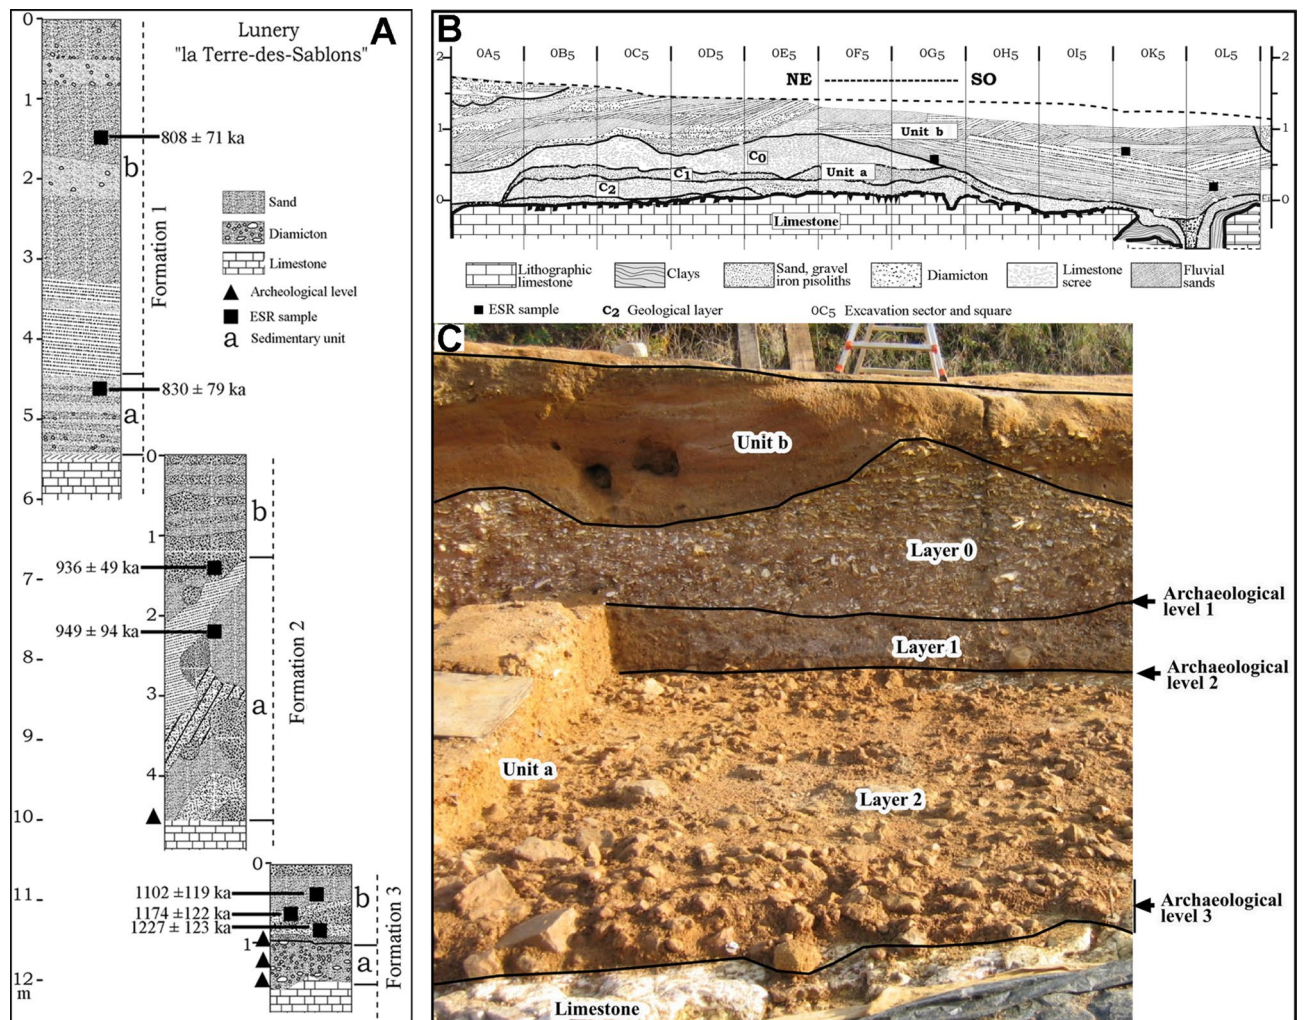 A
Lunery
"la Terre-des-Sablons"
0
1
2
3
4
5
6
7
8
9
10
11
12
m
808 ± 71 ka
830 ± 79 ka
b
a
Formation 1
Sand
Diamicton
Limestone
Archeological level
ESR sample
a Sedimentary unit
0
1
2
3
4
936 ± 49 ka
949 ± 94 ka
b
a
Formation 2
0
1
1102 ±119 ka
1174 ±122 ka
1227 ± 123 ka
b
a
Formation 3
B
0A5 0B5 0C5 0D5 0E5 0F5 0G5 0H5 0I5 0K5 0L5
2 2
1 1
0 0
NE SO
Unit b
C0
C1
Unit a
C2
Limestone
Lithographic
limestone
Clays
Sand, gravel
iron pisoliths
Diamicton
Limestone
scree
Fluvial
sands
ESR sample
C2 Geological layer
0C5 Excavation sector and square
C
Unit b
Layer 0
Archaeological
level 1
Layer 1
Archaeological
level 2
Unit a
Layer 2
Archaeological
level 3
Limestone